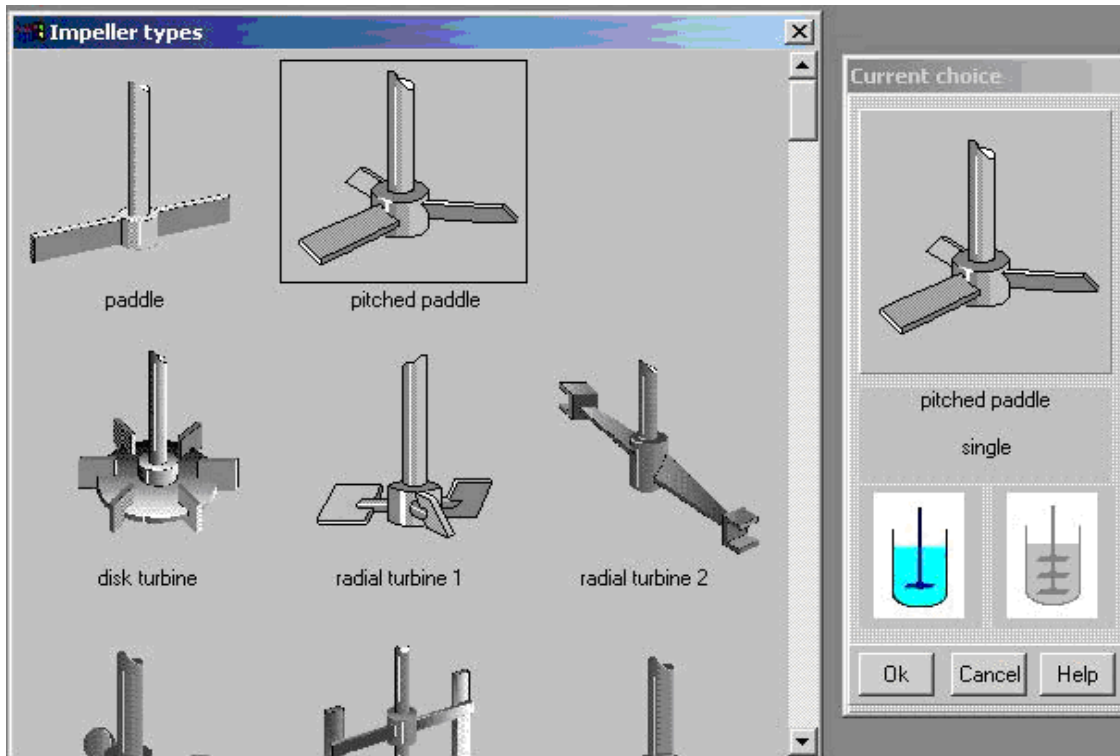 Impeller types
Current choice
paddle
pitched paddle
disk turbine
radial turbine 1
radial turbine 2
pitched paddle
single
Ok
Cancel
Help